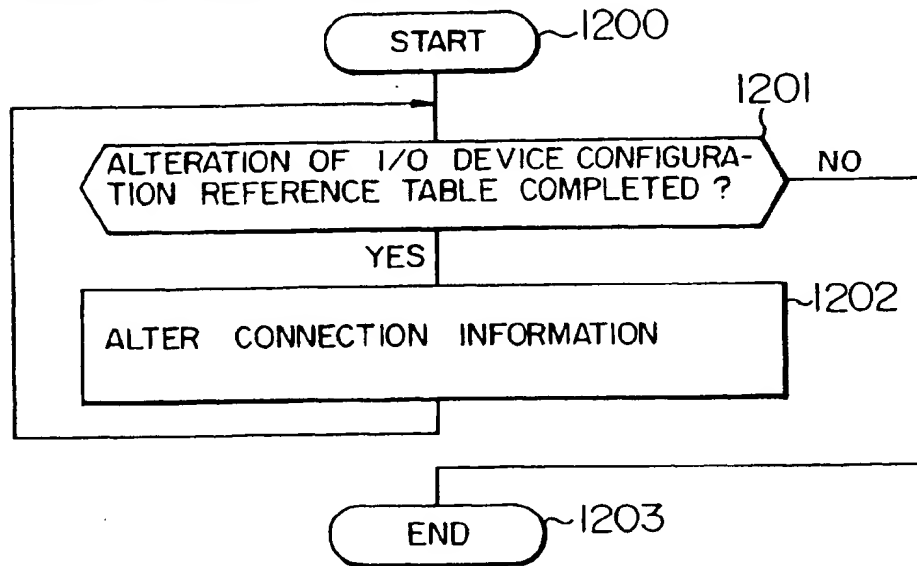 START
1200
1201
ALTERATION OF I/O DEVICE CONFIGURA-
TION REFERENCE TABLE COMPLETED ?
NO
YES
1202
ALTER CONNECTION INFORMATION
END
1203